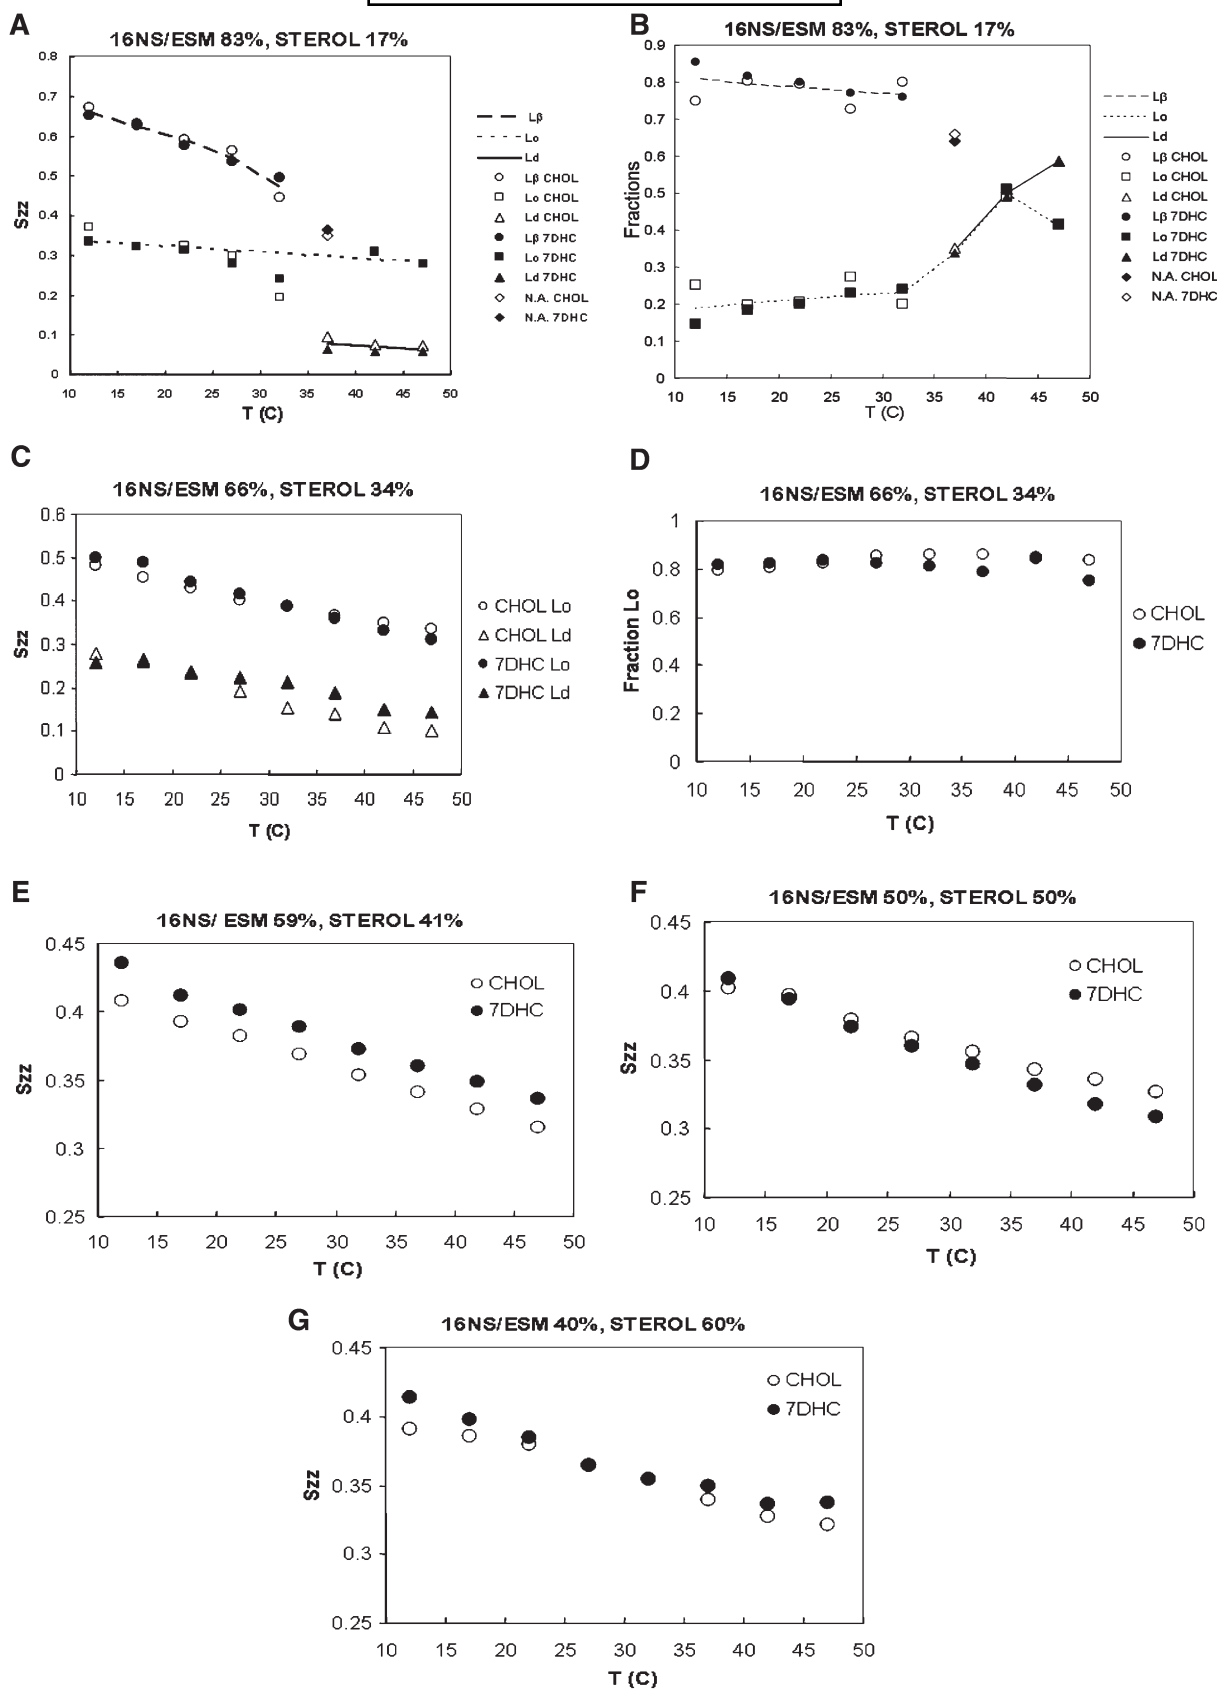 A
16NS/ESM 83%, STEROL 17%
0.8
0.7
0.6
0.5
0.4
0.3
0.2
0.1
0
Szz
10 15 20 25 30 35 40 45 50
T (C)
Lβ
Lo
Ld
Lβ CHOL
Lo CHOL
Ld CHOL
Lβ 7DHC
Lo 7DHC
Ld 7DHC
N.A. CHOL
N.A. 7DHC
B
16NS/ESM 83%, STEROL 17%
0.9
0.8
0.7
0.6
0.5
0.4
0.3
0.2
0.1
0
Fractions
10 15 20 25 30 35 40 45 50
T (C)
Lβ
Lo
Ld
Lβ CHOL
Lo CHOL
Ld CHOL
Lβ 7DHC
Lo 7DHC
Ld 7DHC
N.A. CHOL
N.A. 7DHC
C
16NS/ESM 66%, STEROL 34%
0.6
0.5
0.4
0.3
0.2
0.1
0
Szz
10 15 20 25 30 35 40 45 50
T (C)
CHOL Lo
CHOL Ld
7DHC Lo
7DHC Ld
D
16NS/ESM 66%, STEROL 34%
1
0.8
0.6
0.4
0.2
0
Fraction Lo
10 15 20 25 30 35 40 45 50
T (C)
CHOL
7DHC
E
16NS/ ESM 59%, STEROL 41%
0.45
0.4
0.35
0.3
0.25
Szz
10 15 20 25 30 35 40 45 50
T (C)
CHOL
7DHC
F
16NS/ESM 50%, STEROL 50%
0.45
0.4
0.35
0.3
0.25
Szz
10 15 20 25 30 35 40 45 50
T (C)
CHOL
7DHC
G
16NS/ESM 40%, STEROL 60%
0.45
0.4
0.35
0.3
0.25
Szz
10 15 20 25 30 35 40 45 50
T (C)
CHOL
7DHC